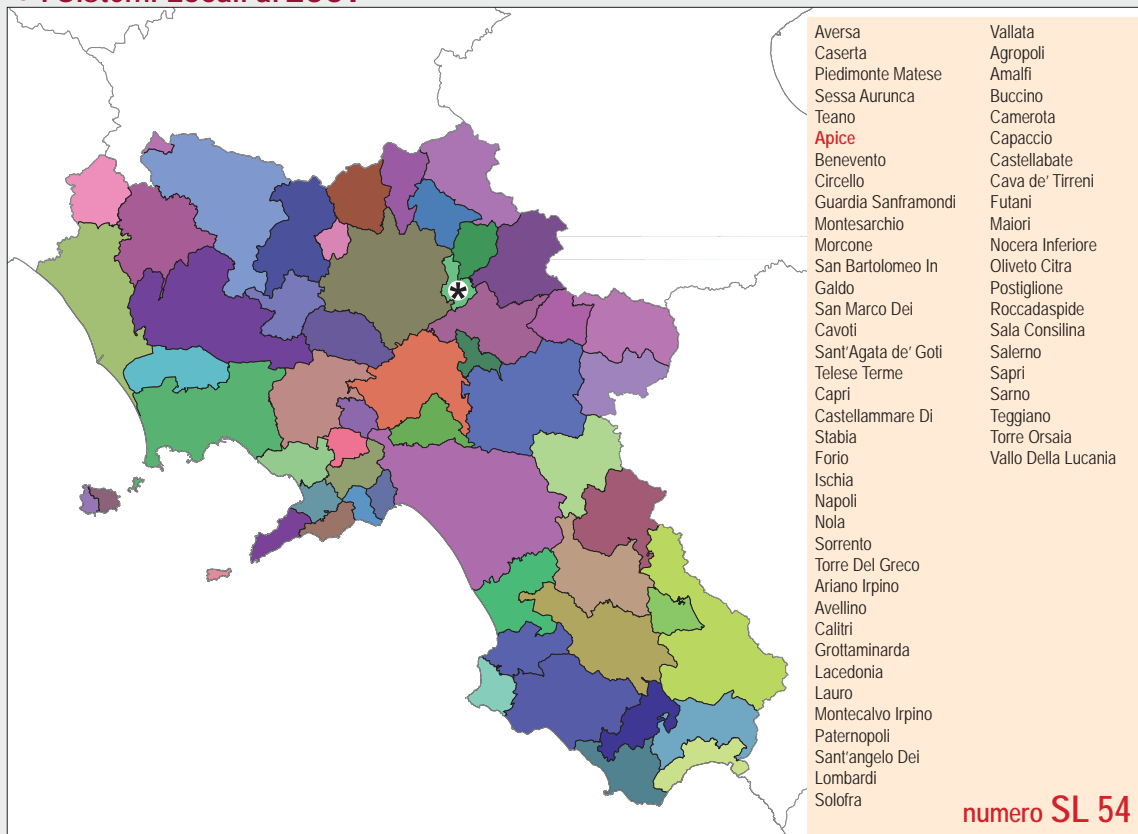 I Sistemi Locali
Aversa
Caserta
Piedimonte Matese
Sessa Aurunca
Teano
Apice
Benevento
Circello
Guardia Sanframondi
Montesarchio
Morcone
San Bartolomeo In
Galdo
San Marco Dei
Cavoti
Sant'Agata de' Goti
Telese Terme
Capri
Castellammare Di
Stabia
Forio
Ischia
Napoli
Nola
Sorrento
Torre Del Greco
Ariano Irpino
Avellino
Calitri
Grottaminarda
Lacedonia
Lauro
Montecalvo Irpino
Paternopoli
Sant'angelo Dei
Lombardi
Solofra
Vallata
Agropoli
Amalfi
Buccino
Camerota
Capaccio
Castellabate
Cava de' Tirreni
Futani
Maiori
Nocera Inferiore
Oliveto Citra
Postiglione
Roccadaspide
Sala Consilina
Salerno
Sapri
Sarno
Teggiano
Torre Orsaia
Vallo Della Lucania
numero SL 54